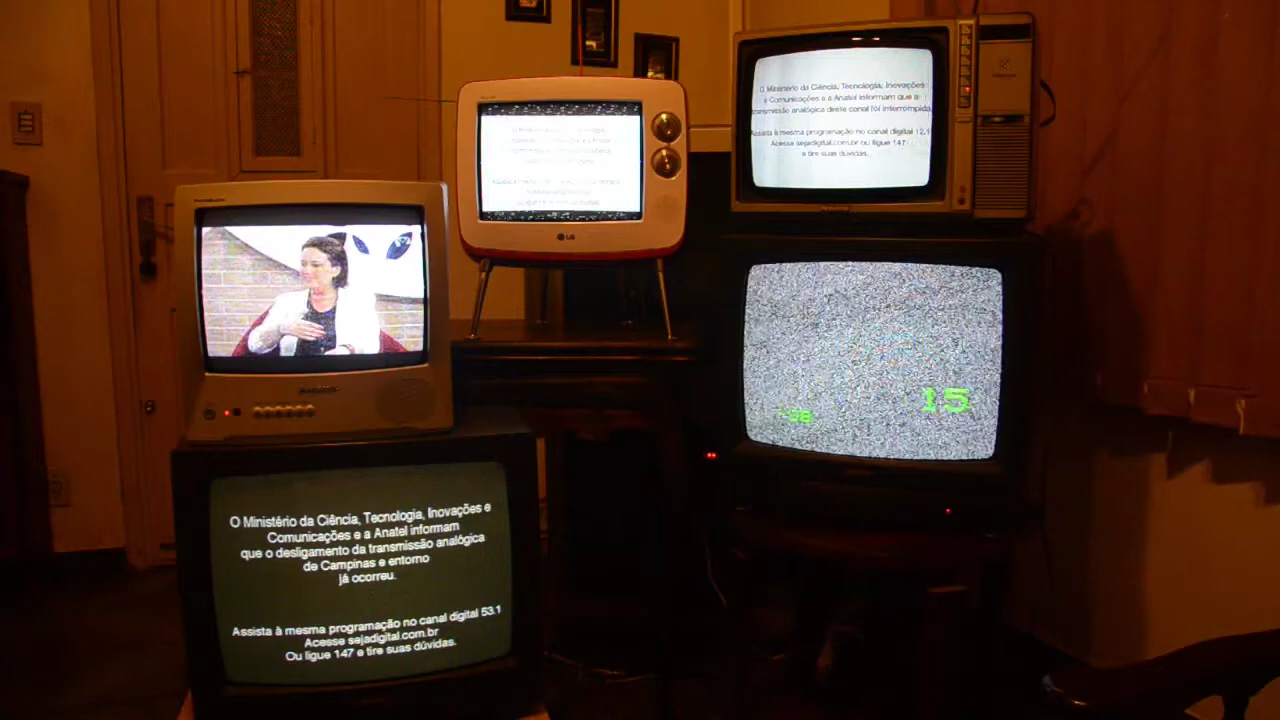 O Ministério da Ciência, Tecnologia, Inovações
e Comunicações e a Anatel informam que a
transmissão analógica deste canal foi interrompida.
Assista à mesma programação no canal digital 12.1
Acesse sejadigital.com.br ou ligue 147
e tire suas dúvidas.
LG
15
O Ministério da Ciência, Tecnologia, Inovações e
Comunicações e a Anatel informam
que o desligamento da transmissão analógica
de Campinas e entorno
já ocorreu.
Assista à mesma programação no canal digital 53.1
Acesse sejadigital.com.br
Ou ligue 147 e tire suas dúvidas.